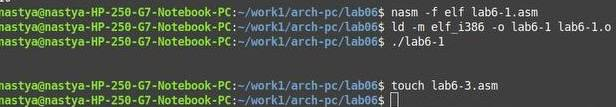 nastya@nastya-HP-250-G7-Notebook-PC:~/work1/arch-pc/lab06$ nasm -f elf lab6-1.asm
nastya@nastya-HP-250-G7-Notebook-PC:~/work1/arch-pc/lab06$ ld -m elf_i386 -o lab6-1 lab6-1.o
nastya@nastya-HP-250-G7-Notebook-PC:~/work1/arch-pc/lab06$ ./lab6-1
nastya@nastya-HP-250-G7-Notebook-PC:~/work1/arch-pc/lab06$ touch lab6-3.asm
nastya@nastya-HP-250-G7-Notebook-PC:~/work1/arch-pc/lab06$